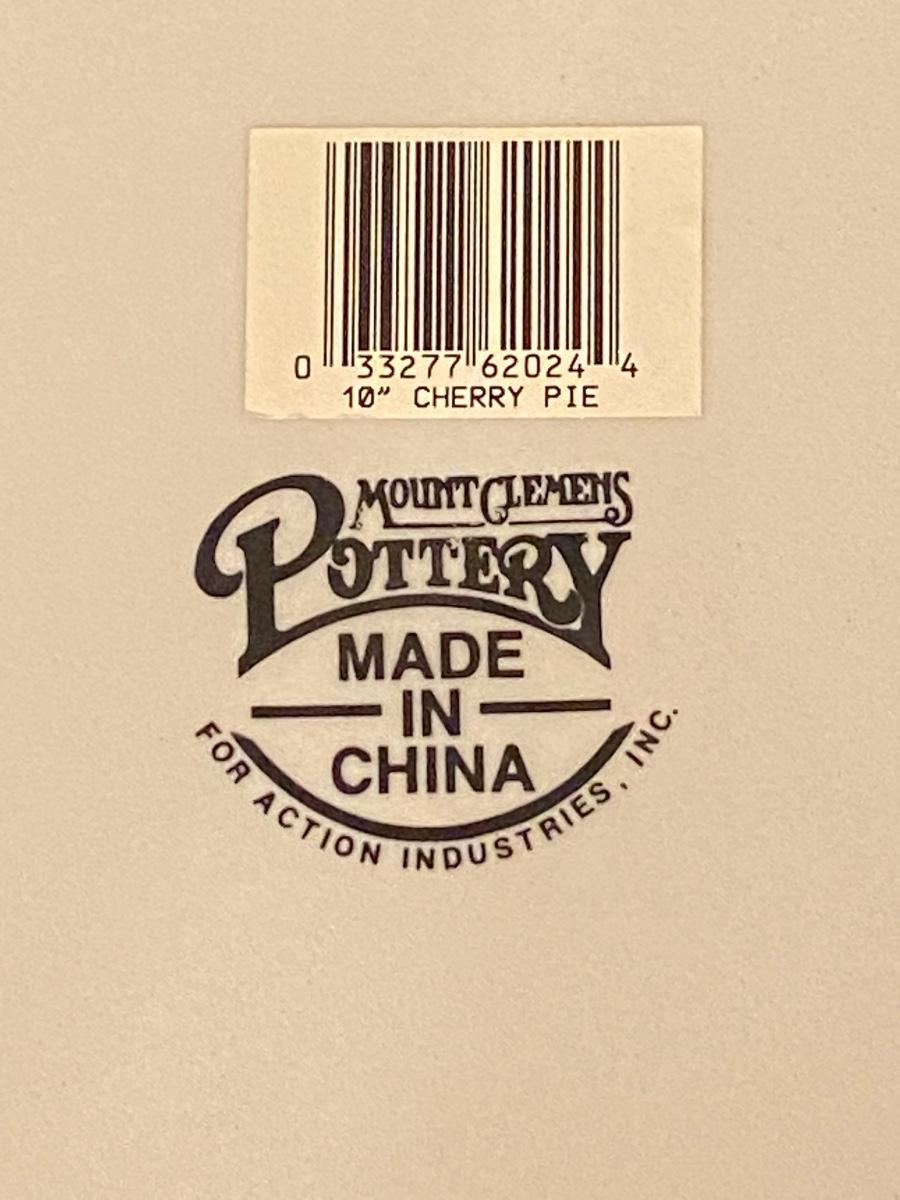 0 33277 62024 4
10" CHERRY PIE
MOUNT CLEMENS
POTTERY
MADE
IN
CHINA
FOR ACTION INDUSTRIES, INC.